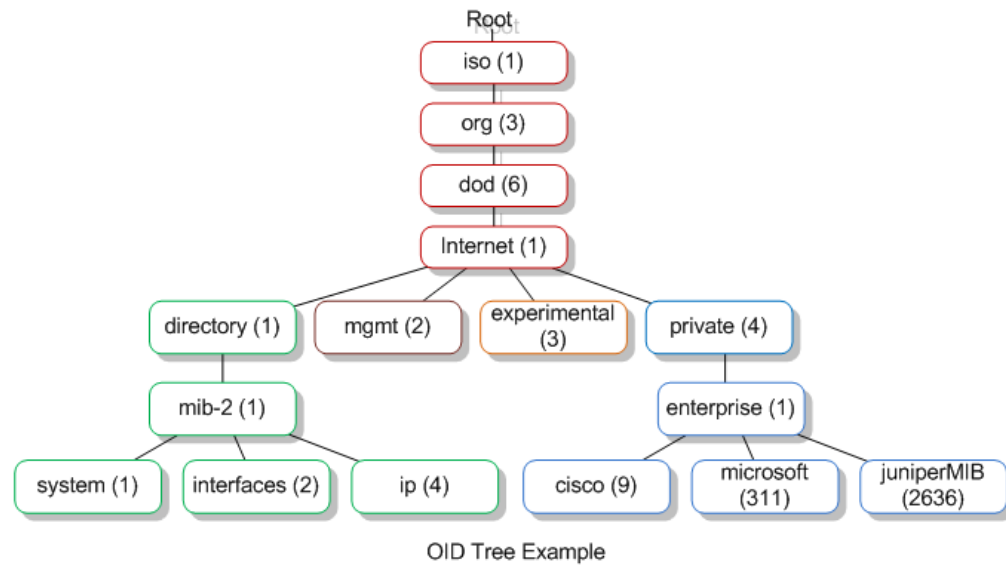 Root
iso (1)
org (3)
dod (6)
Internet (1)
directory (1)
mgmt (2)
experimental
(3)
private (4)
mib-2 (1)
enterprise (1)
system (1)
interfaces (2)
ip (4)
cisco (9)
microsoft
(311)
juniperMIB
(2636)
OID Tree Example